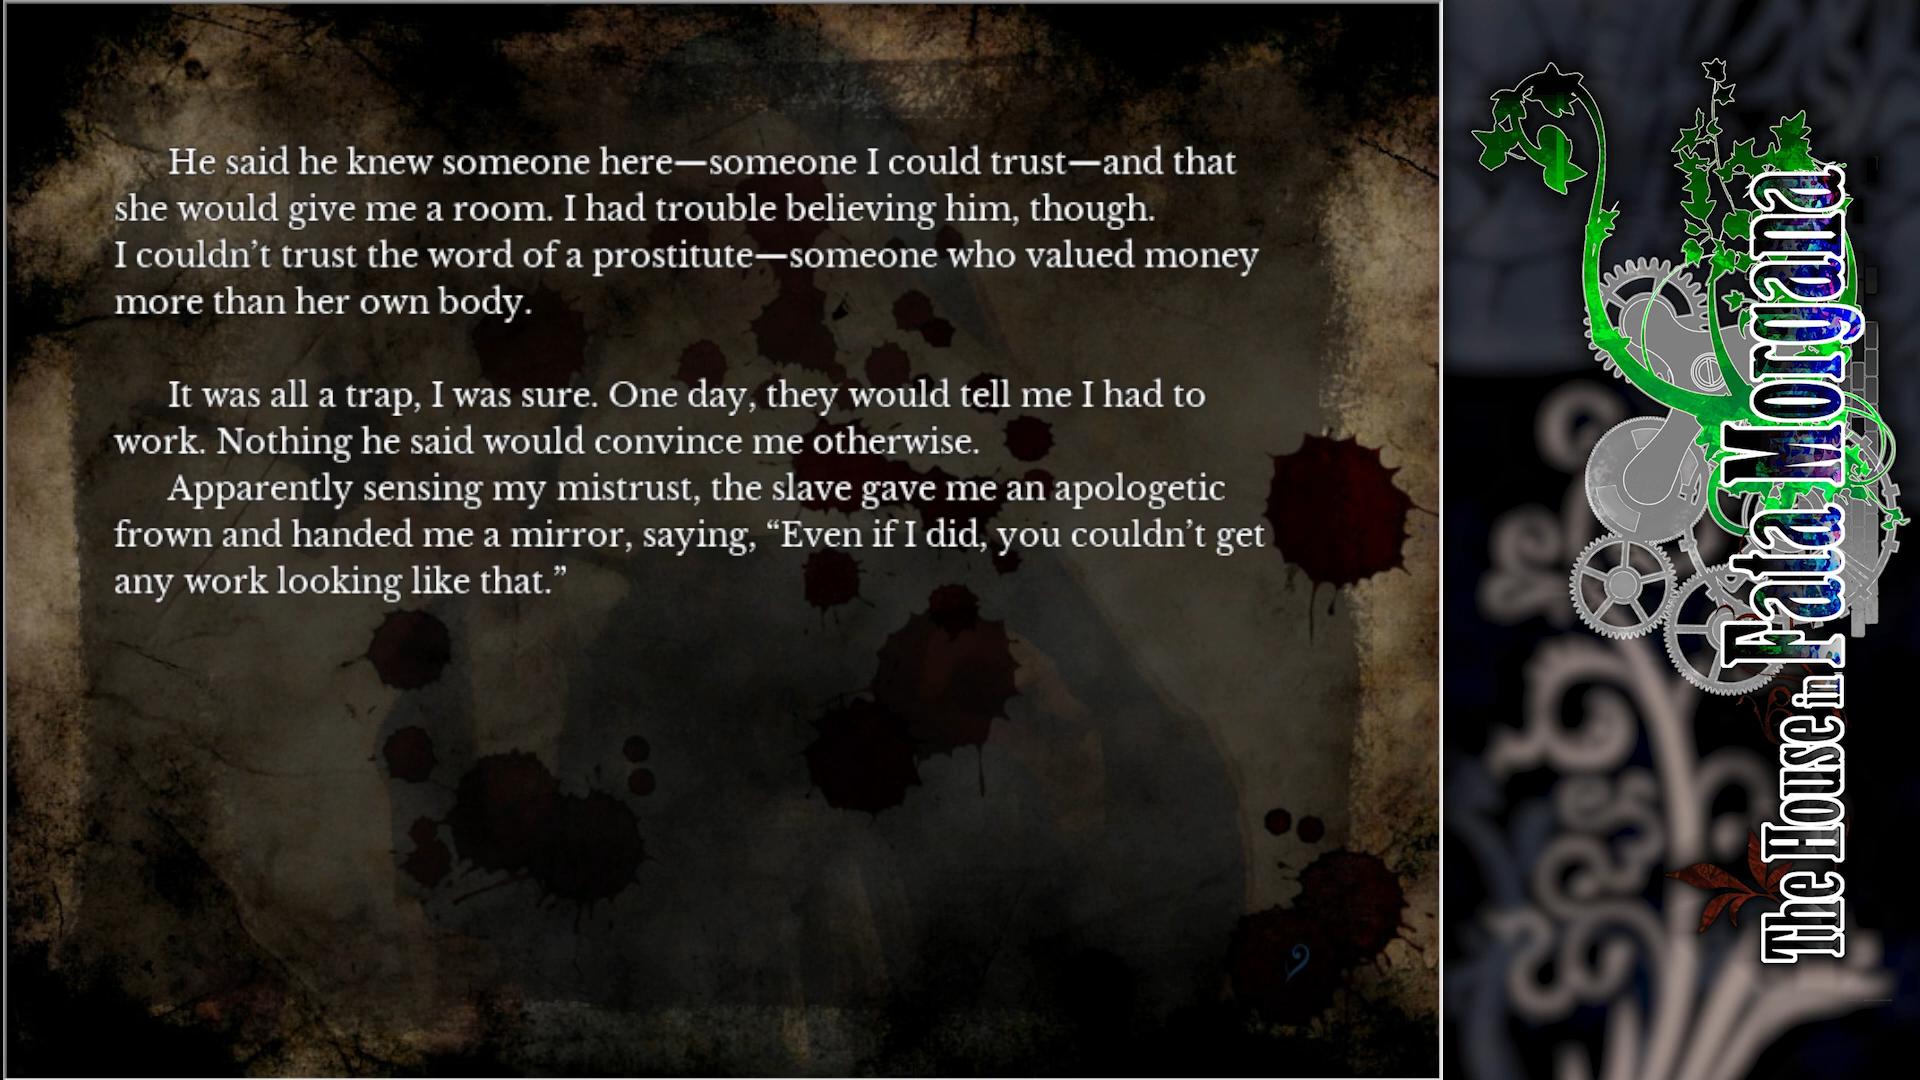 He said he knew someone here—someone I could trust—and that
she would give me a room. I had trouble believing him, though.
I couldn’t trust the word of a prostitute—someone who valued money
more than her own body.
It was all a trap, I was sure. One day, they would tell me I had to
work. Nothing he said would convince me otherwise.
Apparently sensing my mistrust, the slave gave me an apologetic
frown and handed me a mirror, saying, “Even if I did, you couldn’t get
any work looking like that.”
The House in Fata Morgana